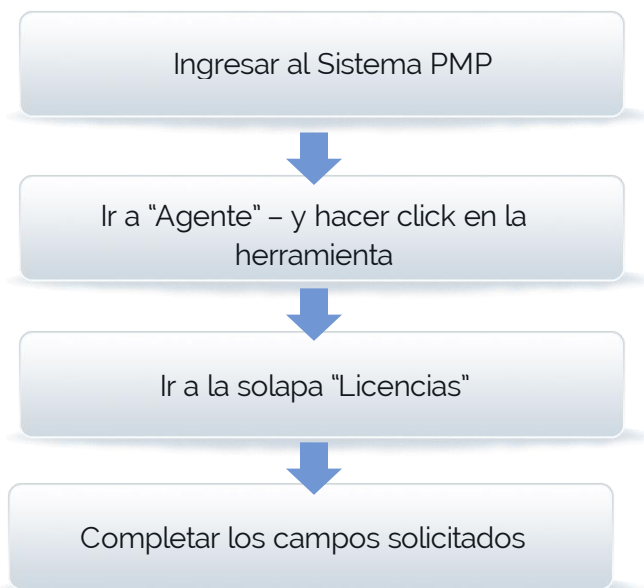 Ingresar al Sistema PMP
Ir a “Agente” – y hacer click en la
herramienta
Ir a la solapa “Licencias”
Completar los campos solicitados